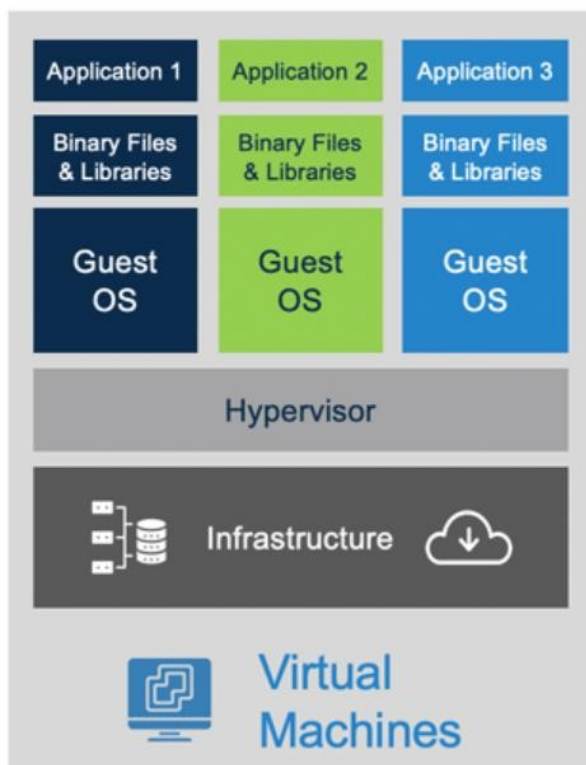 Application 1
Application 2
Application 3
Binary Files
& Libraries
Binary Files
& Libraries
Binary Files
& Libraries
Guest
OS
Guest
OS
Guest
OS
Hypervisor
Infrastructure
Virtual
Machines